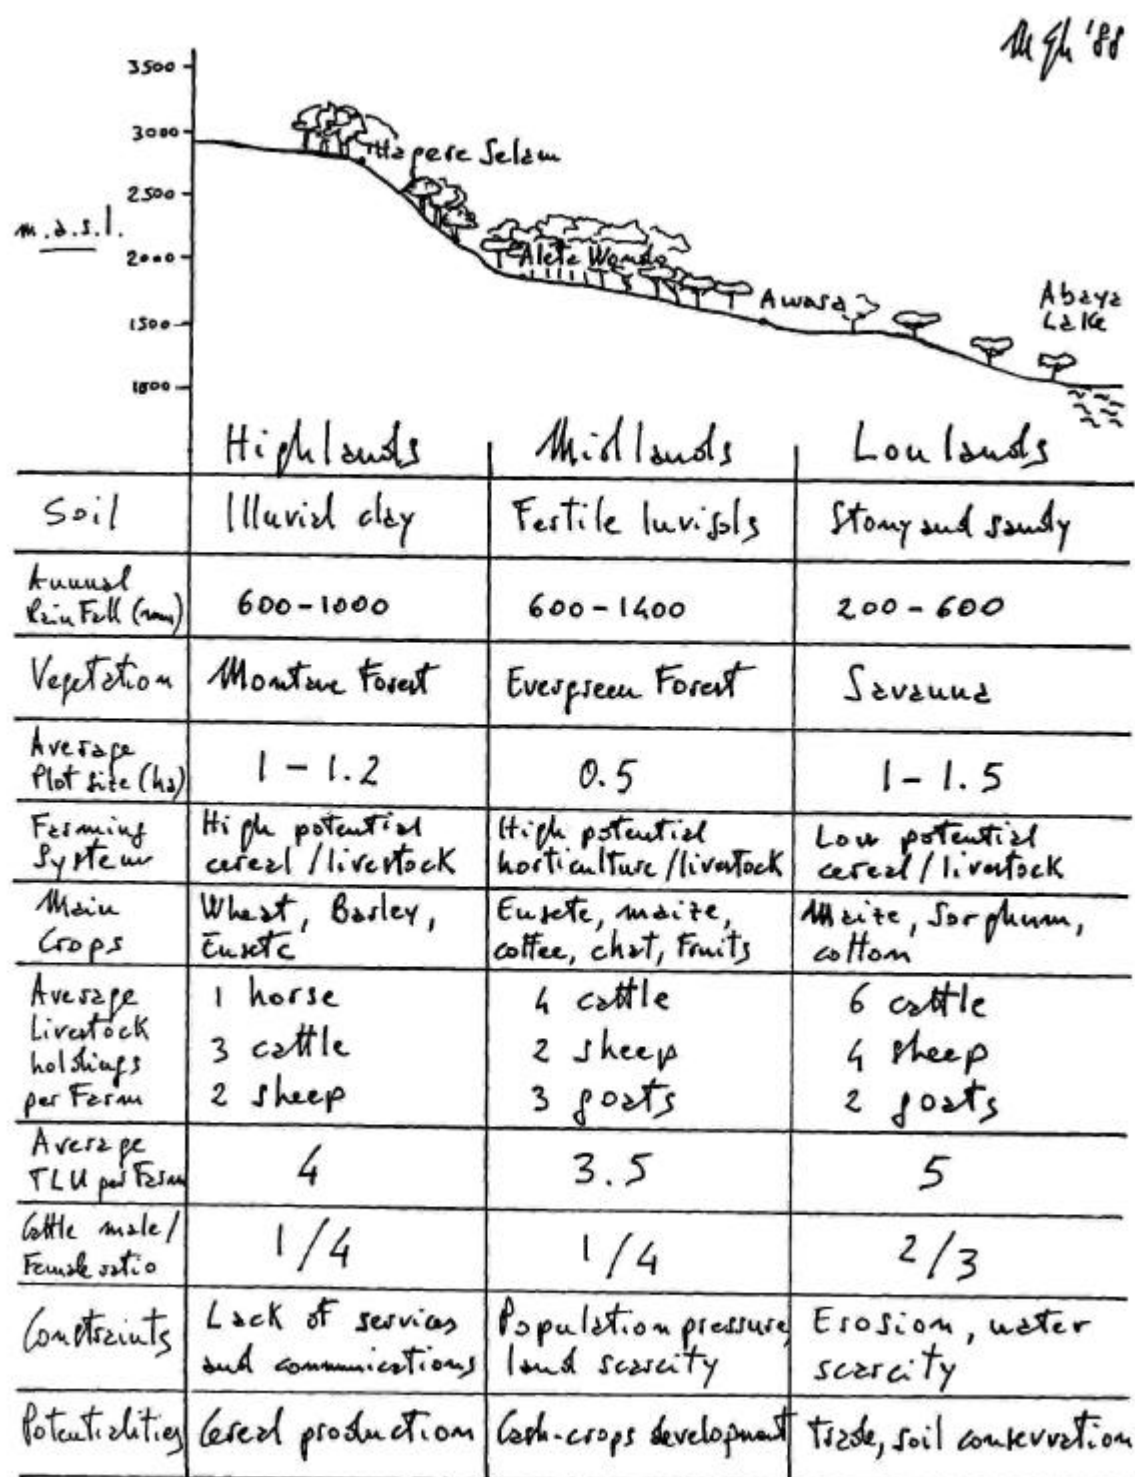 '88
3500
3000
Hagere Selam
2500
m.a.s.l.
2000
Aleta Wondo
Awasa
Abaya
Lake
1500
1000
Highlands Midlands Lowlands
Soil Illuvial clay Fertile luvisols Stony and sandy
Annual
Rain Fall (mm) 600-1000 600-1400 200-600
Vegetation Montane Forest Evergreen Forest Savanna
Average
Plot size (ha) 1-1.2 0.5 1-1.5
Farming High potential High potential Low potential
Systems cereal/livestock horticulture/livestock cereal/livestock
Main Wheat, Barley, Ensete, maize, Maize, Sorghum,
Crops Ensete coffee, chat, Fruits cotton
Average 1 horse 4 cattle 6 cattle
Livestock
holdings 3 cattle 2 sheep 4 sheep
per Farm 2 sheep 3 goats 2 goats
Average
TLU per Farm 4 3.5 5
Cattle male/
Female ratio 1/4 1/4 2/3
Constraints Lack of services Population pressure, Erosion, water
and communications land scarcity scarcity
Potentialities Cereal production Cash-crops development Trade, soil conservation